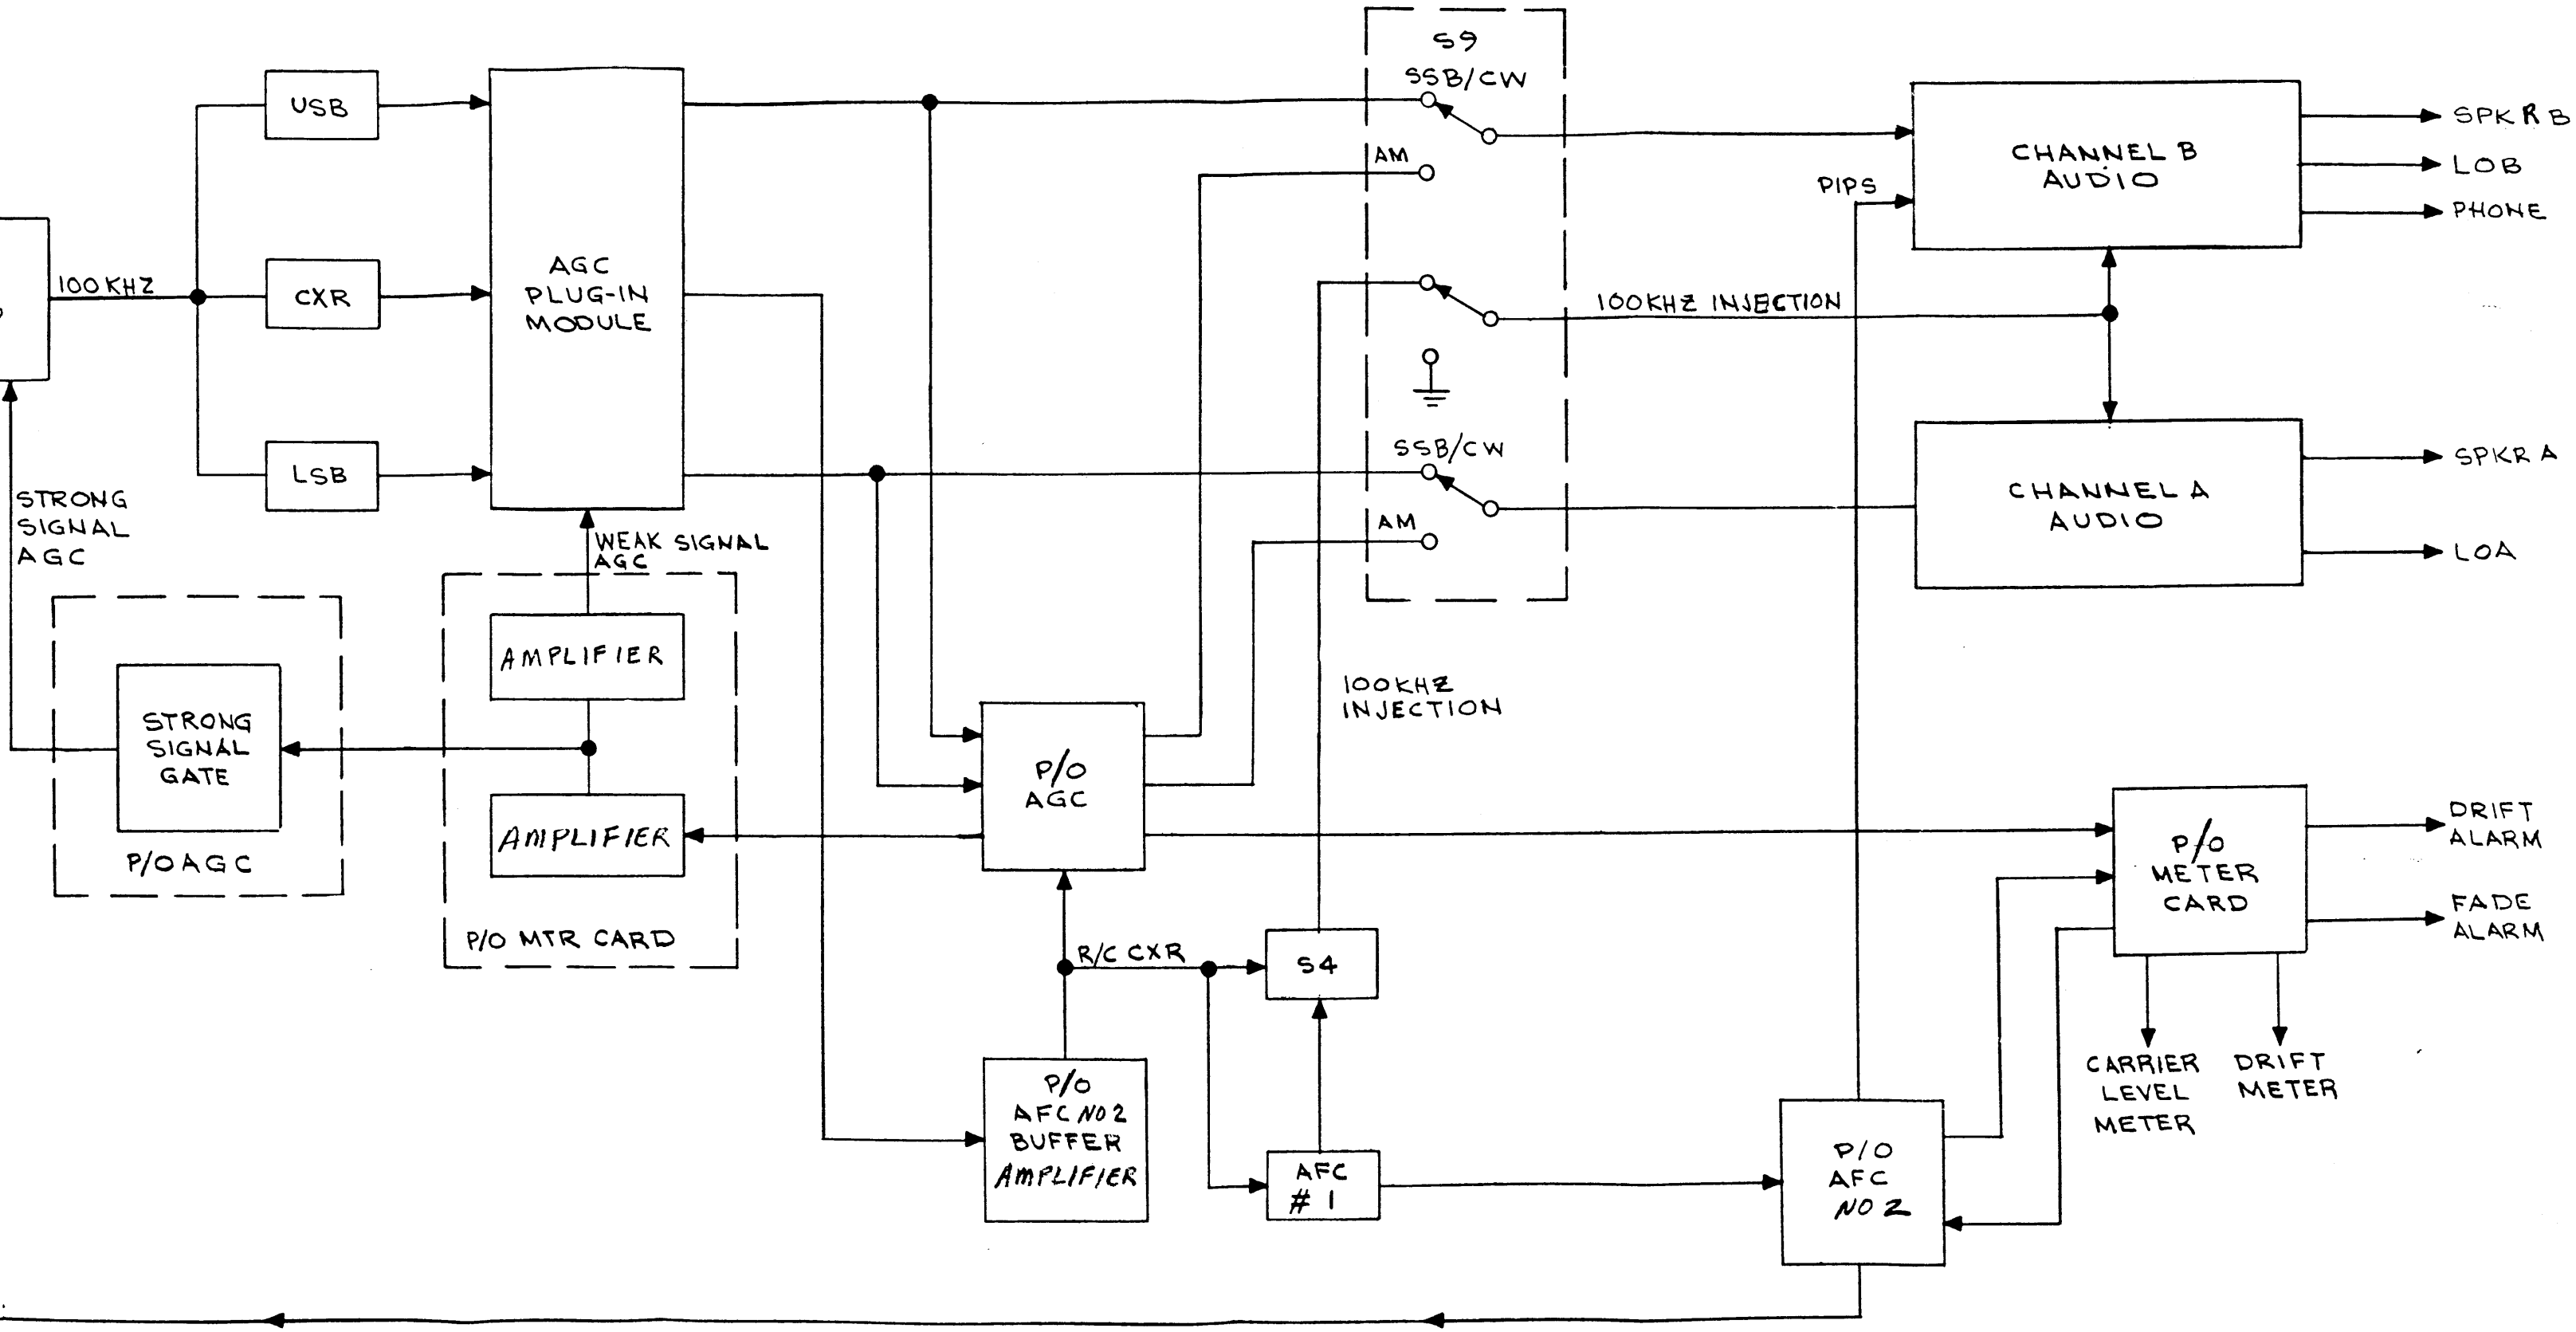 S9
SSB/CW
USB
SPKR B
CHANNEL B
AUDIO
LOB
AM
PIPS
PHONE
AGC
PLUG-IN
MODULE
100KHZ
CXR
100KHZ INJECTION
SSB/CW
SPKR A
LSB
CHANNEL A
AUDIO
STRONG
SIGNAL
AGC
AM
WEAK SIGNAL
AGC
LOA
AMPLIFIER
100KHZ
INJECTION
STRONG
SIGNAL
GATE
P/O
AGC
AMPLIFIER
P/O AGC
DRIFT
ALARM
P/O
METER
CARD
FADE
ALARM
P/O MTR CARD
R/C CXR
S4
CARRIER
LEVEL
METER
DRIFT
METER
P/O
AFC NO 2
BUFFER
AMPLIFIER
AFC
# 1
P/O
AFC
NO 2